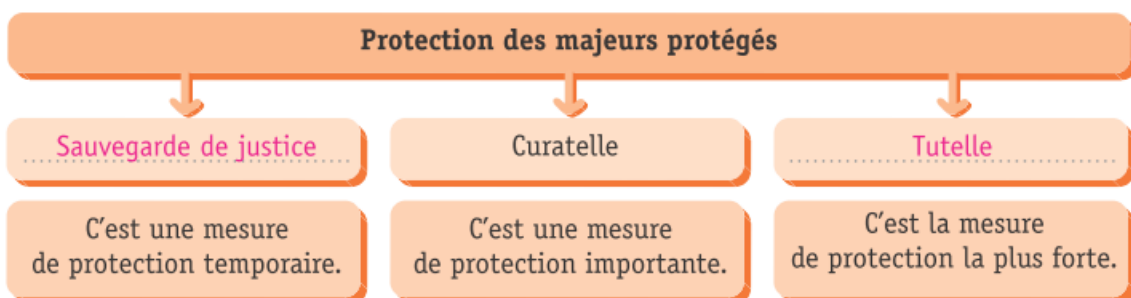 Protection des majeurs protégés
Sauvegarde de justice
Curatelle
Tutelle
C'est une mesure
de protection temporaire.
C'est une mesure
de protection importante.
C'est la mesure
de protection la plus forte.